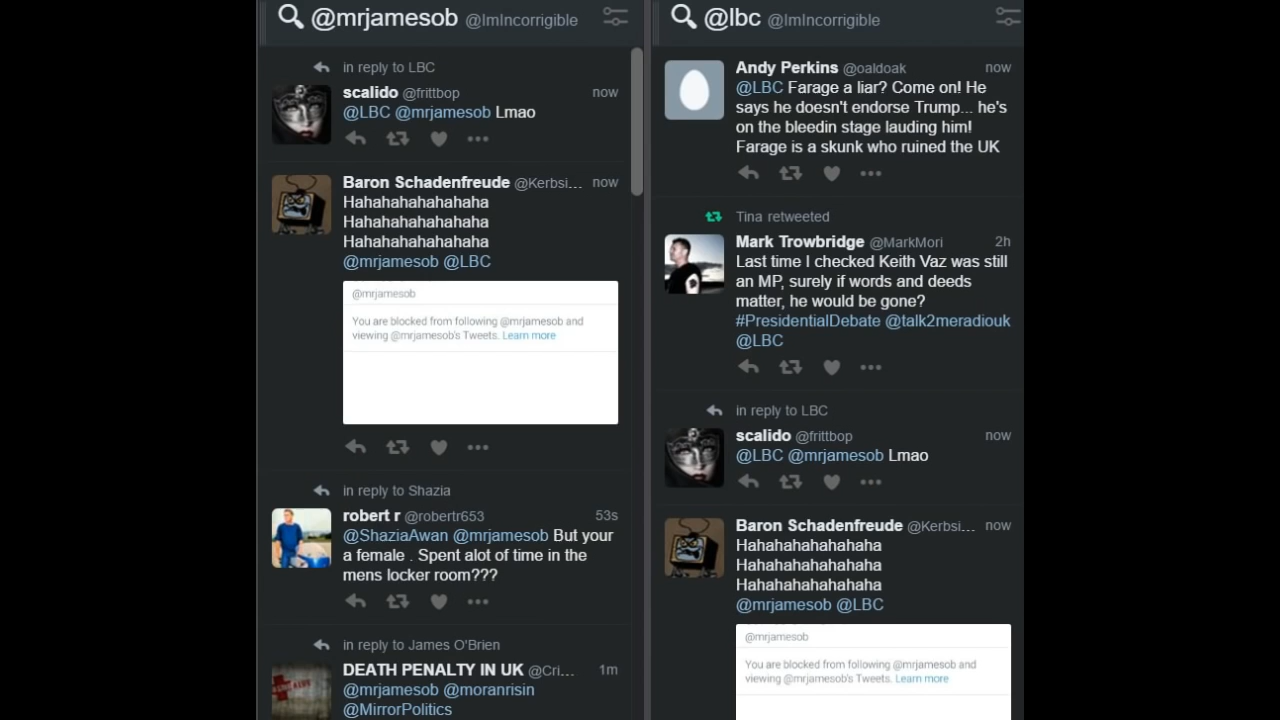 @mrjamesob @ImIncorrigible
in reply to LBC
scalido @frittbop now
@LBC @mrjamesob Lmao
Baron Schadenfreude @Kerbsi... now
Hahahahahahahaha
Hahahahahahahaha
Hahahahahahahaha
@mrjamesob @LBC
@mrjamesob
You are blocked from following @mrjamesob and
viewing @mrjamesob's Tweets. Learn more
in reply to Shazia
robert r @robertr653 53s
@ShaziaAwan @mrjamesob But your
a female . Spent alot of time in the
mens locker room???
in reply to James O'Brien
DEATH PENALTY IN UK @Cri... 1m
@mrjamesob @moranrisin
@MirrorPolitics
@lbc @ImIncorrigible
Andy Perkins @oaldoak now
@LBC Farage a liar? Come on! He
says he doesn't endorse Trump... he's
on the bleedin stage lauding him!
Farage is a skunk who ruined the UK
Tina retweeted
Mark Trowbridge @MarkMori 2h
Last time I checked Keith Vaz was still
an MP, surely if words and deeds
matter, he would be gone?
#PresidentialDebate @talk2meradiouk
@LBC
in reply to LBC
scalido @frittbop now
@LBC @mrjamesob Lmao
Baron Schadenfreude @Kerbsi... now
Hahahahahahahaha
Hahahahahahahaha
Hahahahahahahaha
@mrjamesob @LBC
@mrjamesob
You are blocked from following @mrjamesob and
viewing @mrjamesob's Tweets. Learn more